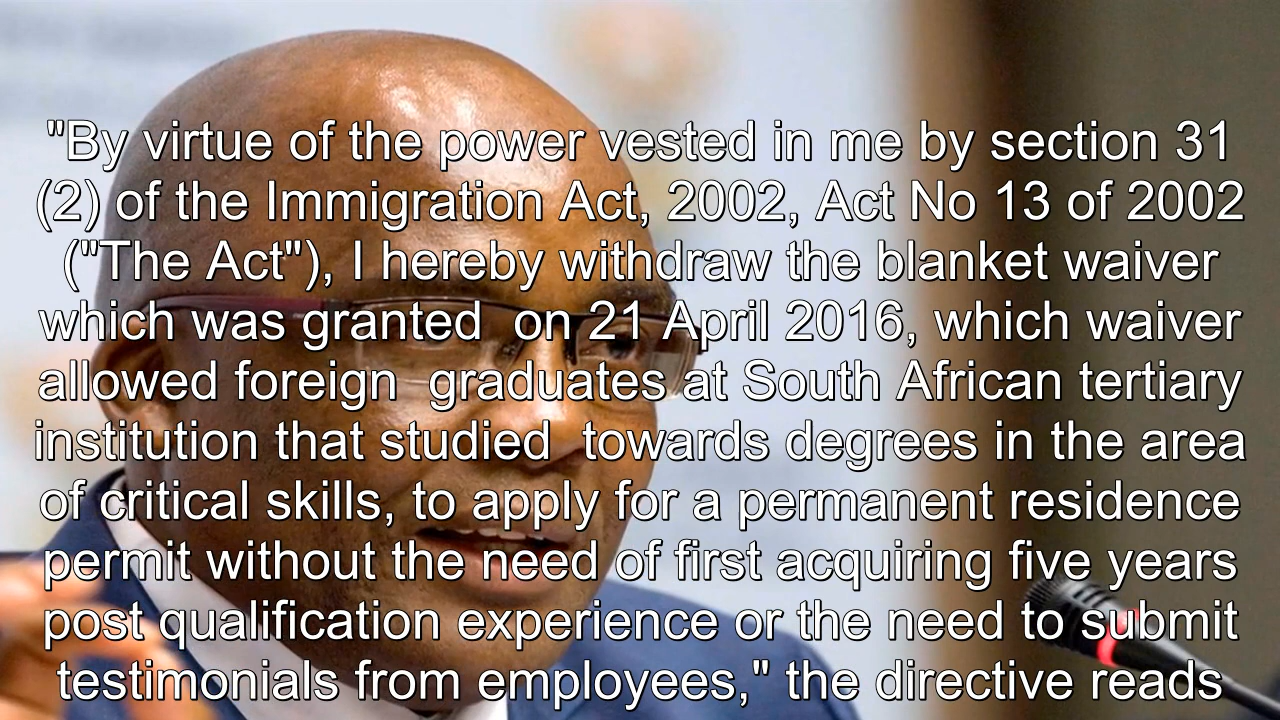 "By virtue of the power vested in me by section 31
(2) of the Immigration Act, 2002, Act No 13 of 2002
("The Act"), I hereby withdraw the blanket waiver
which was granted  on 21 April 2016, which waiver
allowed foreign  graduates at South African tertiary
institution that studied  towards degrees in the area
of critical skills, to apply for a permanent residence
permit without the need of first acquiring five years
post qualification experience or the need to submit
testimonials from employees," the directive reads